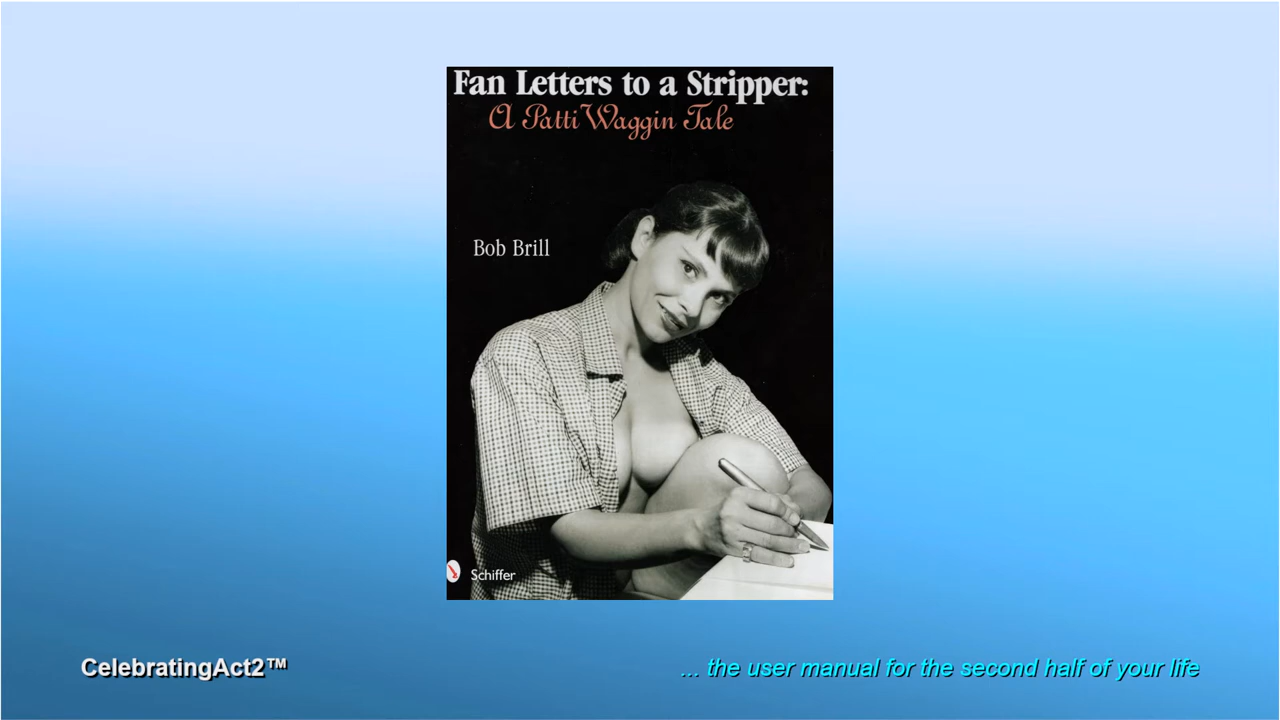 Fan Letters to a Stripper:
A Patti Waggin Tale
Bob Brill
Schiffer
CelebratingAct2™
... the user manual for the second half of your life